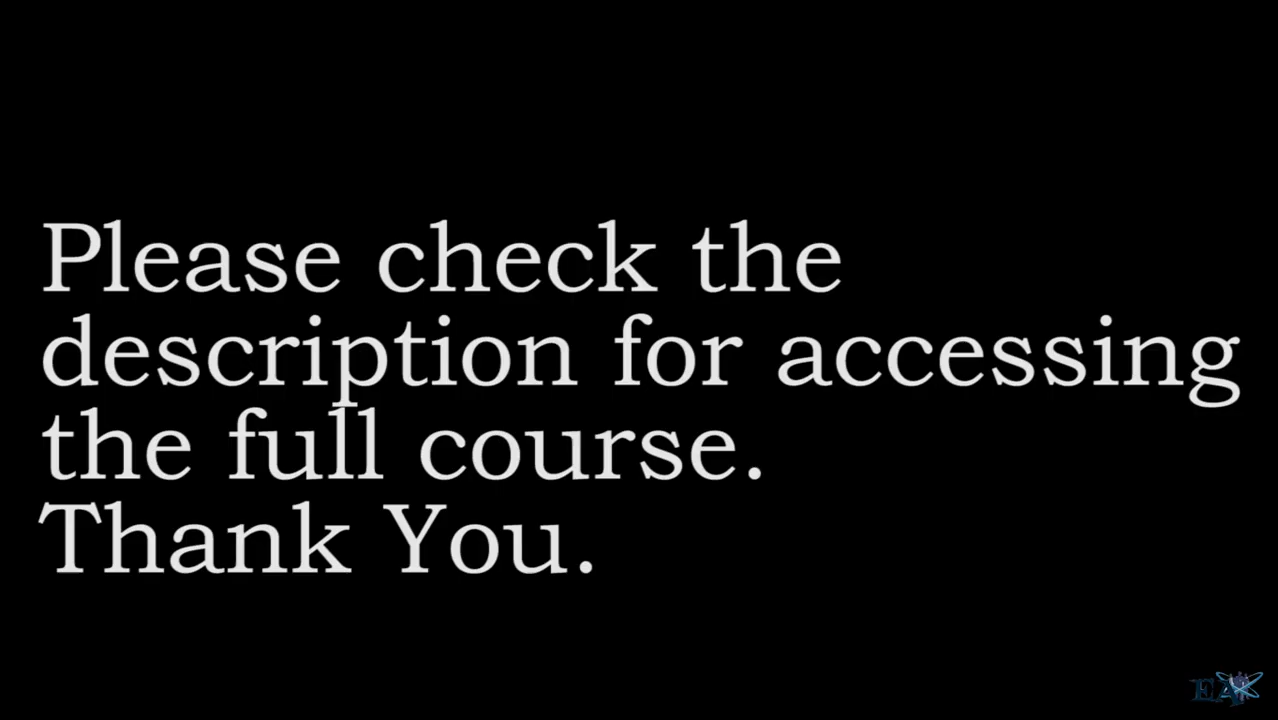 Please check the
description for accessing
the full course.
Thank You.